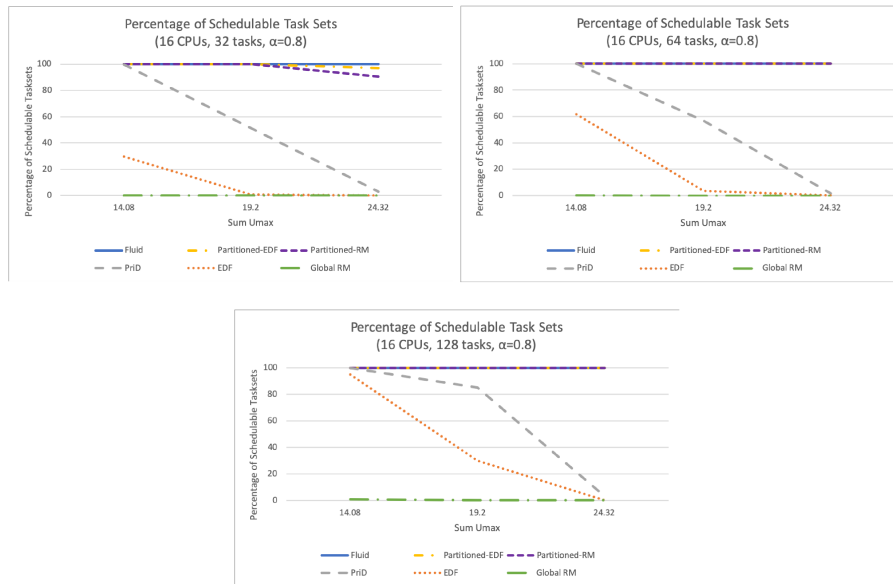 Percentage of Schedulable Task Sets
(16 CPUs, 32 tasks, α=0.8)
Percentage of Schedulable Tasksets
100
80
60
40
20
0
14.08 19.2 24.32
Sum Umax
Fluid Partitioned-EDF Partitioned-RM
PriD EDF Global RM
Percentage of Schedulable Task Sets
(16 CPUs, 64 tasks, α=0.8)
Percentage of Schedulable Tasksets
100
80
60
40
20
0
14.08 19.2 24.32
Sum Umax
Fluid Partitioned-EDF Partitioned-RM
PriD EDF Global RM
Percentage of Schedulable Task Sets
(16 CPUs, 128 tasks, α=0.8)
Percentage of Schedulable Tasksets
100
80
60
40
20
0
14.08 19.2 24.32
Sum Umax
Fluid Partitioned-EDF Partitioned-RM
PriD EDF Global RM